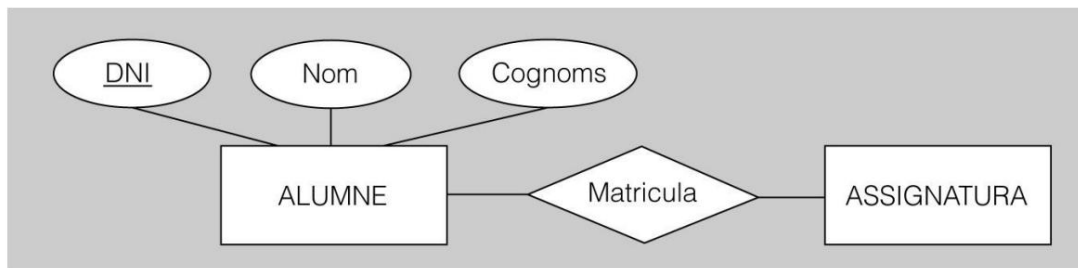 DNI
Nom
Cognoms
ALUMNE
Matricula
ASSIGNATURA